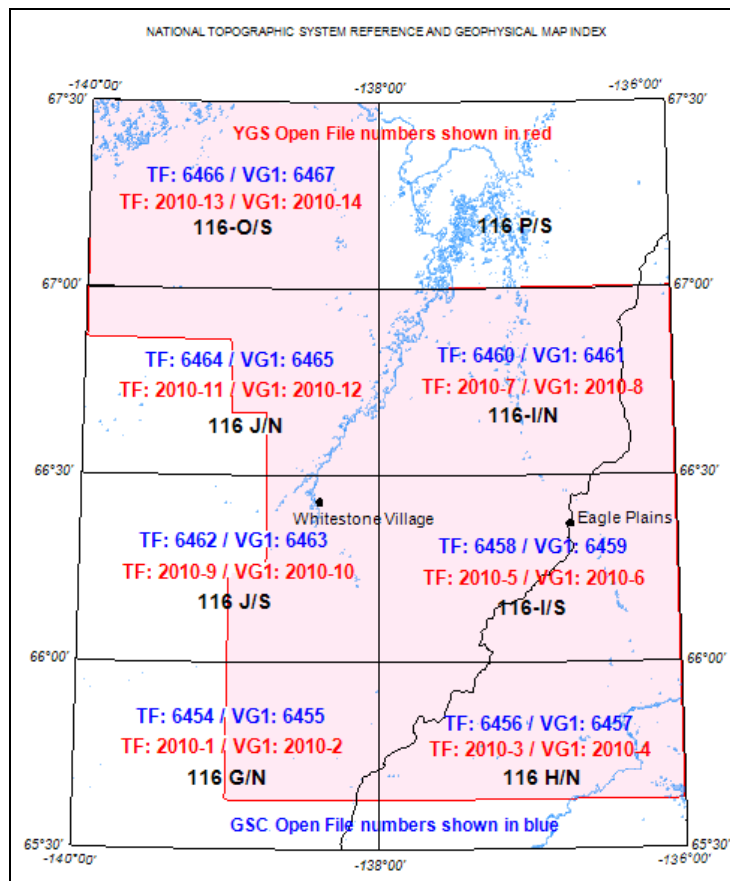 NATIONAL TOPOGRAPHIC SYSTEM REFERENCE AND GEOPHYSICAL MAP INDEX
-140°00' -138°00' -136°00'
67°30' 67°30'
YGS Open File numbers shown in red
TF: 6466 / VG1: 6467
TF: 2010-13 / VG1: 2010-14
116-O/S 116 P/S
67°00' 67°00'
TF: 6464 / VG1: 6465 TF: 6460 / VG1: 6461
TF: 2010-11 / VG1: 2010-12 TF: 2010-7 / VG1: 2010-8
116 J/N 116-I/N
66°30' 66°30'
Whitestone Village Eagle Plains
TF: 6462 / VG1: 6463 TF: 6458 / VG1: 6459
TF: 2010-9 / VG1: 2010-10 TF: 2010-5 / VG1: 2010-6
116 J/S 116-I/S
66°00' 66°00'
TF: 6454 / VG1: 6455 TF: 6456 / VG1: 6457
TF: 2010-1 / VG1: 2010-2 TF: 2010-3 / VG1: 2010-4
116 G/N 116 H/N
GSC Open File numbers shown in blue
65°30' 65°30'
-140°00' -138°00' -136°00'